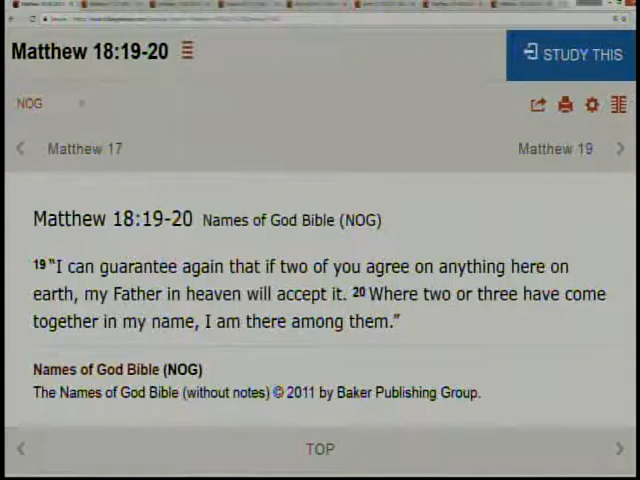 Matthew 18:19-20
STUDY THIS
NOG
Matthew 17
Matthew 19
Matthew 18:19-20 Names of God Bible (NOG)
19 "I can guarantee again that if two of you agree on anything here on
earth, my Father in heaven will accept it. 20 Where two or three have come
together in my name, I am there among them."
Names of God Bible (NOG)
The Names of God Bible (without notes) © 2011 by Baker Publishing Group.
TOP